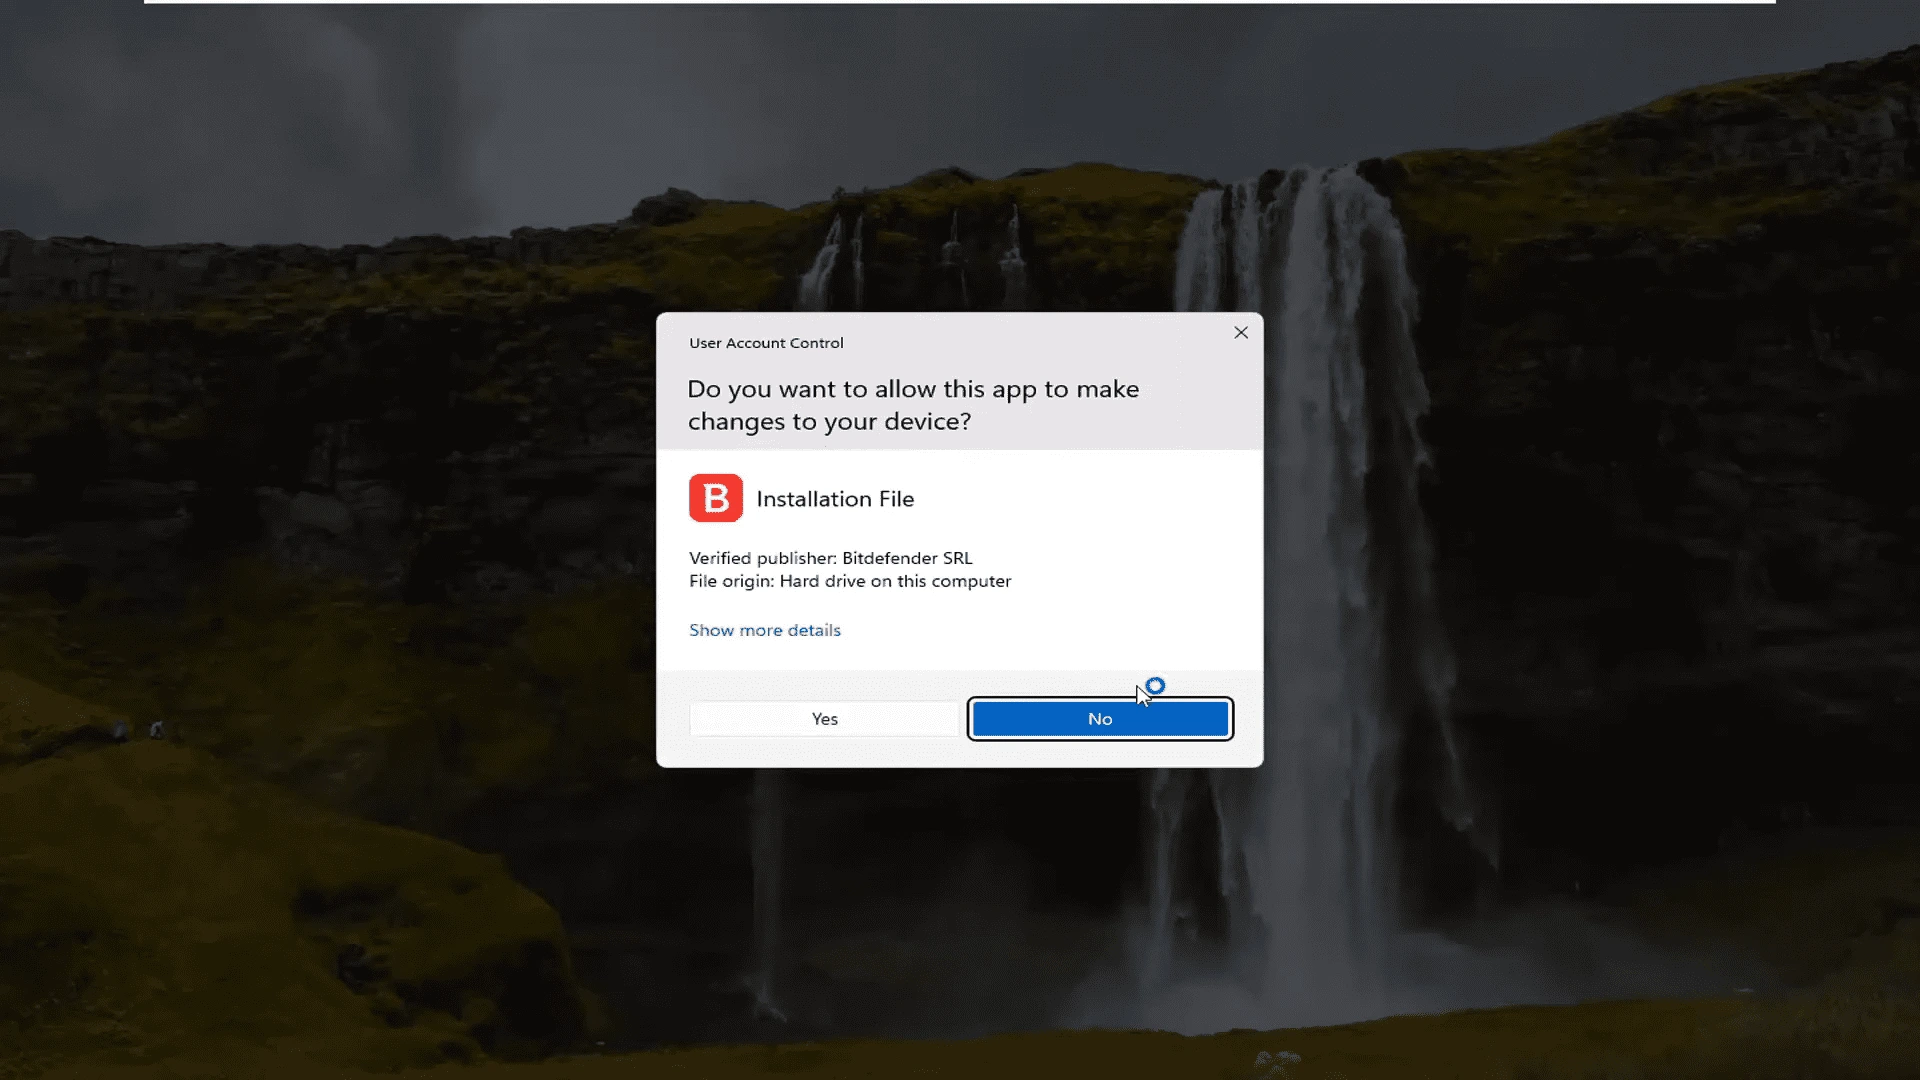 User Account Control
Do you want to allow this app to make
changes to your device?
B
Installation File
Verified publisher: Bitdefender SRL
File origin: Hard drive on this computer
Show more details
Yes
No